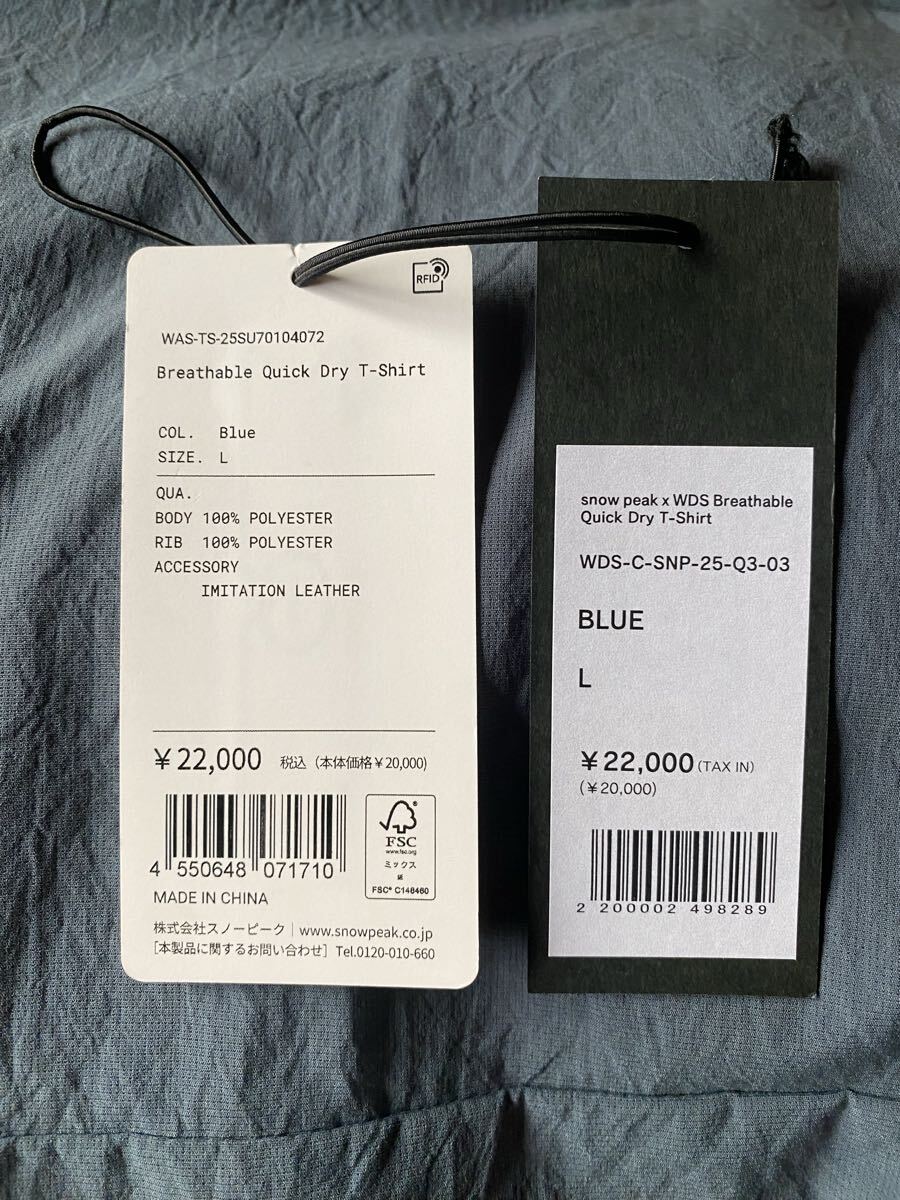 RFID
WAS-TS-25SU70104072
Breathable Quick Dry T-Shirt
COL. Blue
SIZE. L
QUA.
BODY 100% POLYESTER
RIB 100% POLYESTER
ACCESSORY
IMITATION LEATHER
¥22,000 税込（本体価格¥20,000）
4 550648 071710
FSC
www.fsc.org
ミックス
紙
FSC® C148460
MADE IN CHINA
株式会社スノーピーク｜www.snowpeak.co.jp
［本製品に関するお問い合わせ］ Tel.0120-010-660
snow peak x WDS Breathable
Quick Dry T-Shirt
WDS-C-SNP-25-Q3-03
BLUE
L
¥22,000 (TAX IN)
(¥20,000)
2 200002 498289